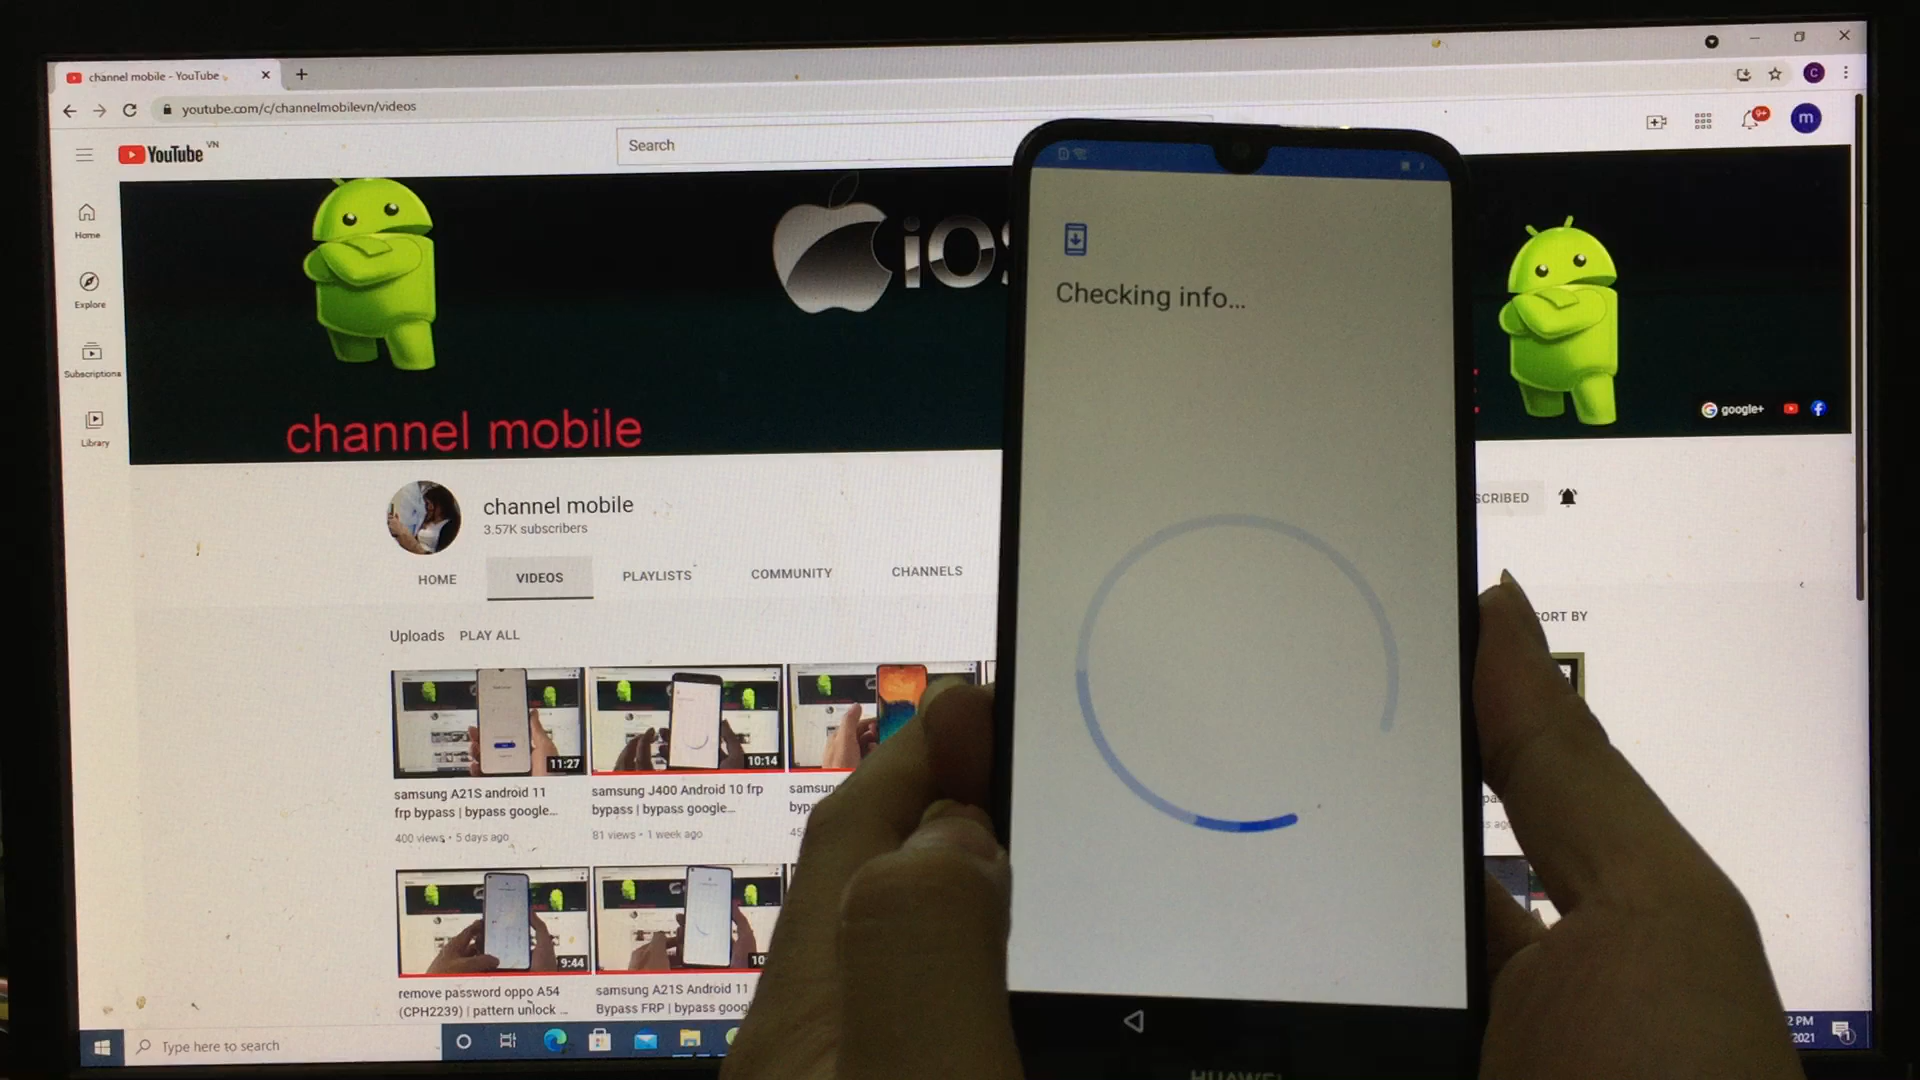 channel mobile - YouTube
youtube.com/c/channelmobilevn/videos
YouTube VN
Search
9+
m
C
Home
Explore
Subscriptions
Library
iOS
channel mobile
google+
channel mobile
3.57K subscribers
SCRIBED
HOME
VIDEOS
PLAYLISTS
COMMUNITY
CHANNELS
Uploads
PLAY ALL
SORT BY
11:27
10:14
samsung A21S android 11
frp bypass | bypass google...
400 views • 5 days ago
samsung J400 Android 10 frp
bypass | bypass google...
81 views • 1 week ago
9:44
remove password oppo A54
(CPH2239) | pattern unlock ...
samsung A21S Android 11
Bypass FRP | bypass goog
Type here to search
2 PM
2021
1
Checking info...
HUAWEI